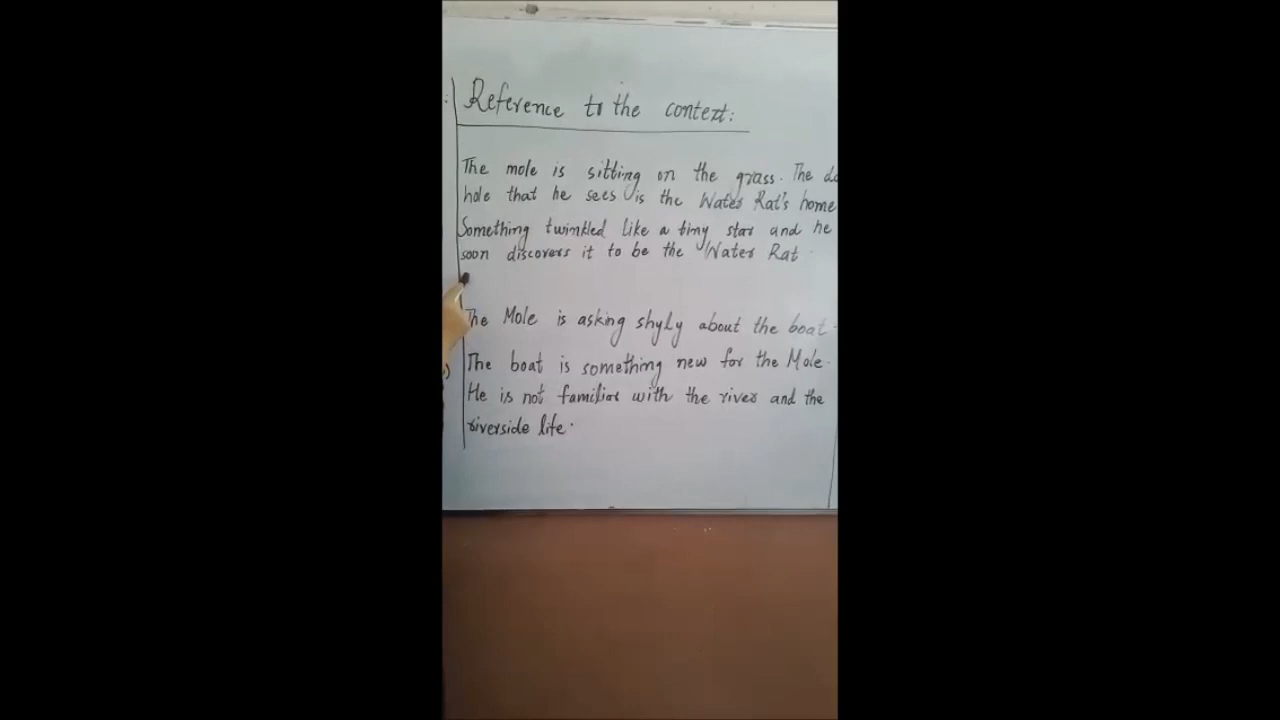 Reference to the context:
The mole is sitting on the grass. The
hole that he sees is the Water Rat's home
Something twinkled like a tiny star and he
soon discovers it to be the Water Rat.
The Mole is asking shyly about the boat.
The boat is something new for the Mole.
He is not familiar with the river and the
riverside life.